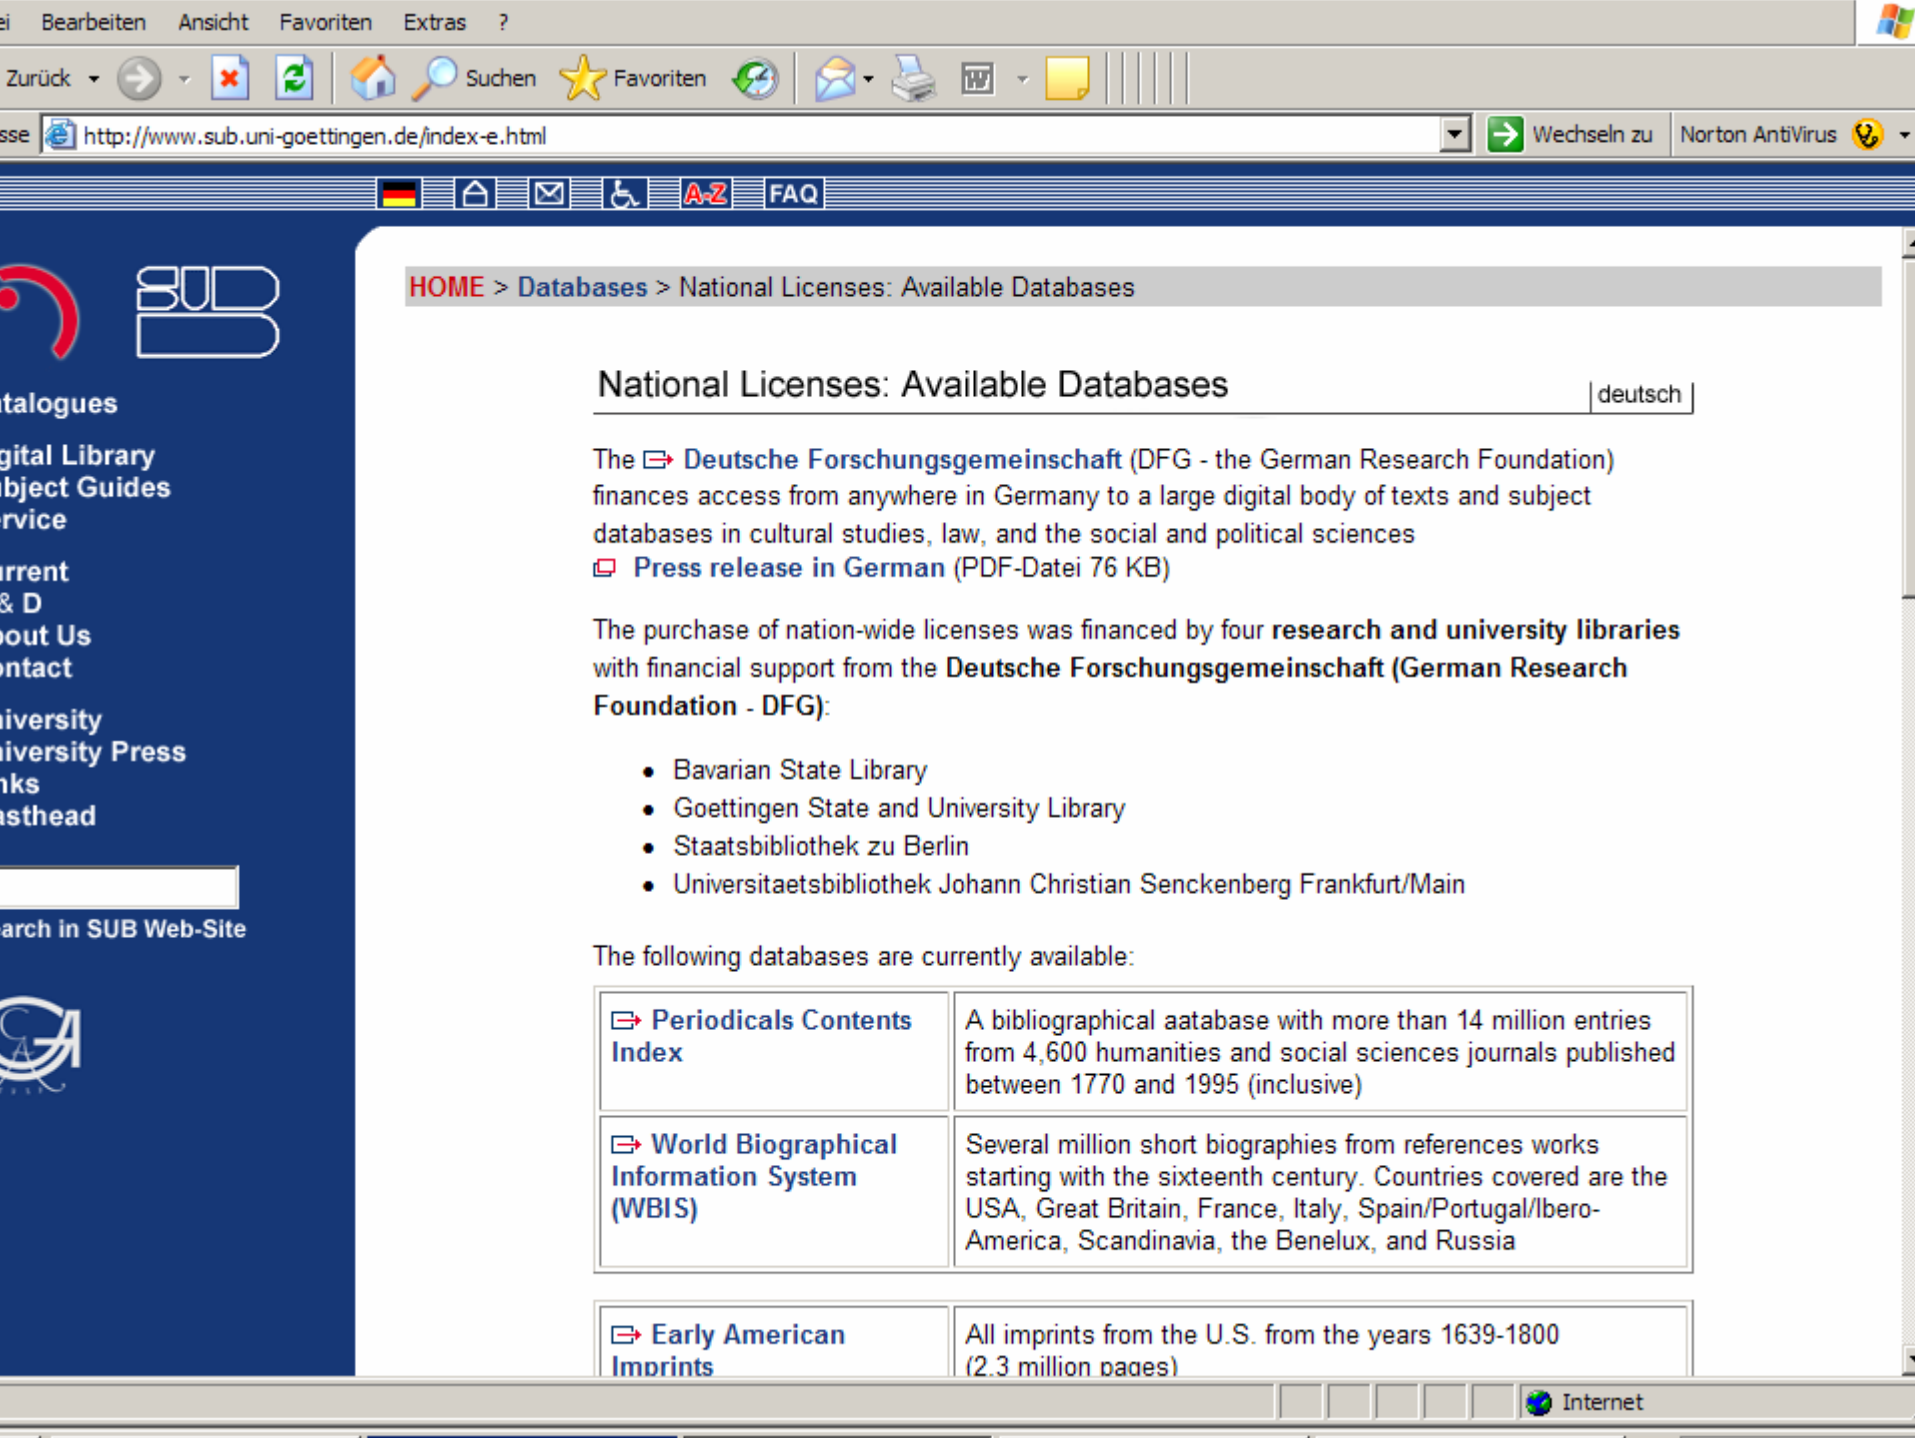 ei Bearbeiten Ansicht Favoriten Extras ?
Zurück Suchen Favoriten
sse http://www.sub.uni-goettingen.de/index-e.html Wechseln zu Norton AntiVirus
A-Z FAQ
SUB
HOME > Databases > National Licenses: Available Databases
atalogues
gital Library
ubject Guides
ervice
urrent
& D
bout Us
ontact
niversity
niversity Press
nks
asthead
earch in SUB Web-Site
National Licenses: Available Databases
deutsch
The Deutsche Forschungsgemeinschaft (DFG - the German Research Foundation)
finances access from anywhere in Germany to a large digital body of texts and subject
databases in cultural studies, law, and the social and political sciences
Press release in German (PDF-Datei 76 KB)
The purchase of nation-wide licenses was financed by four research and university libraries
with financial support from the Deutsche Forschungsgemeinschaft (German Research
Foundation - DFG):
• Bavarian State Library
• Goettingen State and University Library
• Staatsbibliothek zu Berlin
• Universitaetsbibliothek Johann Christian Senckenberg Frankfurt/Main
The following databases are currently available:
Periodicals Contents
Index
A bibliographical aatabase with more than 14 million entries
from 4,600 humanities and social sciences journals published
between 1770 and 1995 (inclusive)
World Biographical
Information System
(WBIS)
Several million short biographies from references works
starting with the sixteenth century. Countries covered are the
USA, Great Britain, France, Italy, Spain/Portugal/Ibero-
America, Scandinavia, the Benelux, and Russia
Early American
Imprints
All imprints from the U.S. from the years 1639-1800
(2.3 million pages)
Internet